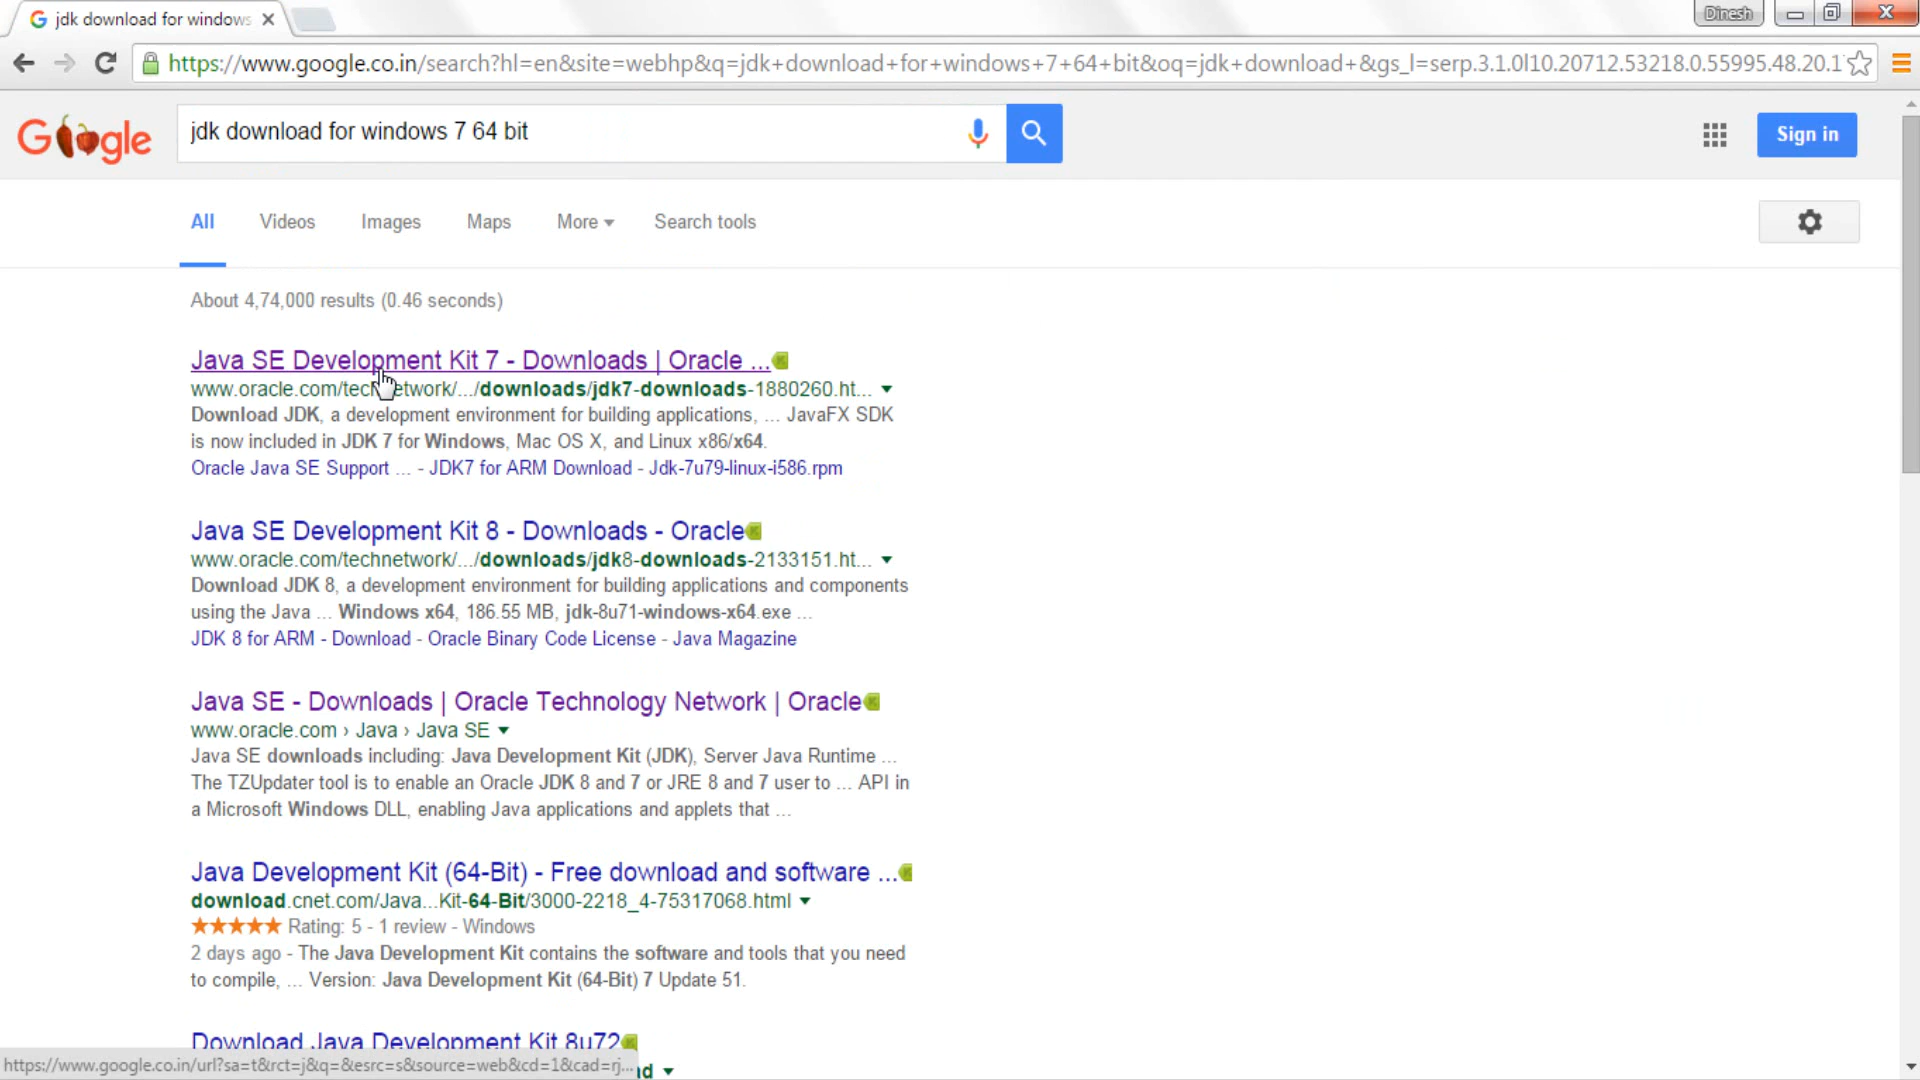 jdk download for windows
Dinesh
https://www.google.co.in/search?hl=en&site=webhp&q=jdk+download+for+windows+7+64+bit&oq=jdk+download+&gs_l=serp.3.1.0l10.20712.53218.0.55995.48.20.1
Google
jdk download for windows 7 64 bit
Sign in
All Videos Images Maps More Search tools
About 4,74,000 results (0.46 seconds)
Java SE Development Kit 7 - Downloads | Oracle ...
www.oracle.com/technetwork/.../downloads/jdk7-downloads-1880260.ht...
Download JDK, a development environment for building applications, ... JavaFX SDK
is now included in JDK 7 for Windows, Mac OS X, and Linux x86/x64.
Oracle Java SE Support ... - JDK7 for ARM Download - Jdk-7u79-linux-i586.rpm
Java SE Development Kit 8 - Downloads - Oracle
www.oracle.com/technetwork/.../downloads/jdk8-downloads-2133151.ht...
Download JDK 8, a development environment for building applications and components
using the Java ... Windows x64, 186.55 MB, jdk-8u71-windows-x64.exe ...
JDK 8 for ARM - Download - Oracle Binary Code License - Java Magazine
Java SE - Downloads | Oracle Technology Network | Oracle
www.oracle.com › Java › Java SE
Java SE downloads including: Java Development Kit (JDK), Server Java Runtime ...
The TZUpdater tool is to enable an Oracle JDK 8 and 7 or JRE 8 and 7 user to ... API in
a Microsoft Windows DLL, enabling Java applications and applets that ...
Java Development Kit (64-Bit) - Free download and software ...
download.cnet.com/Java...Kit-64-Bit/3000-2218_4-75317068.html
Rating: 5 - 1 review - Windows
2 days ago - The Java Development Kit contains the software and tools that you need
to compile, ... Version: Java Development Kit (64-Bit) 7 Update 51.
Download Java Development Kit 8u72
https://www.google.co.in/url?sa=t&rct=j&q=&esrc=s&source=web&cd=1&cad=rj...